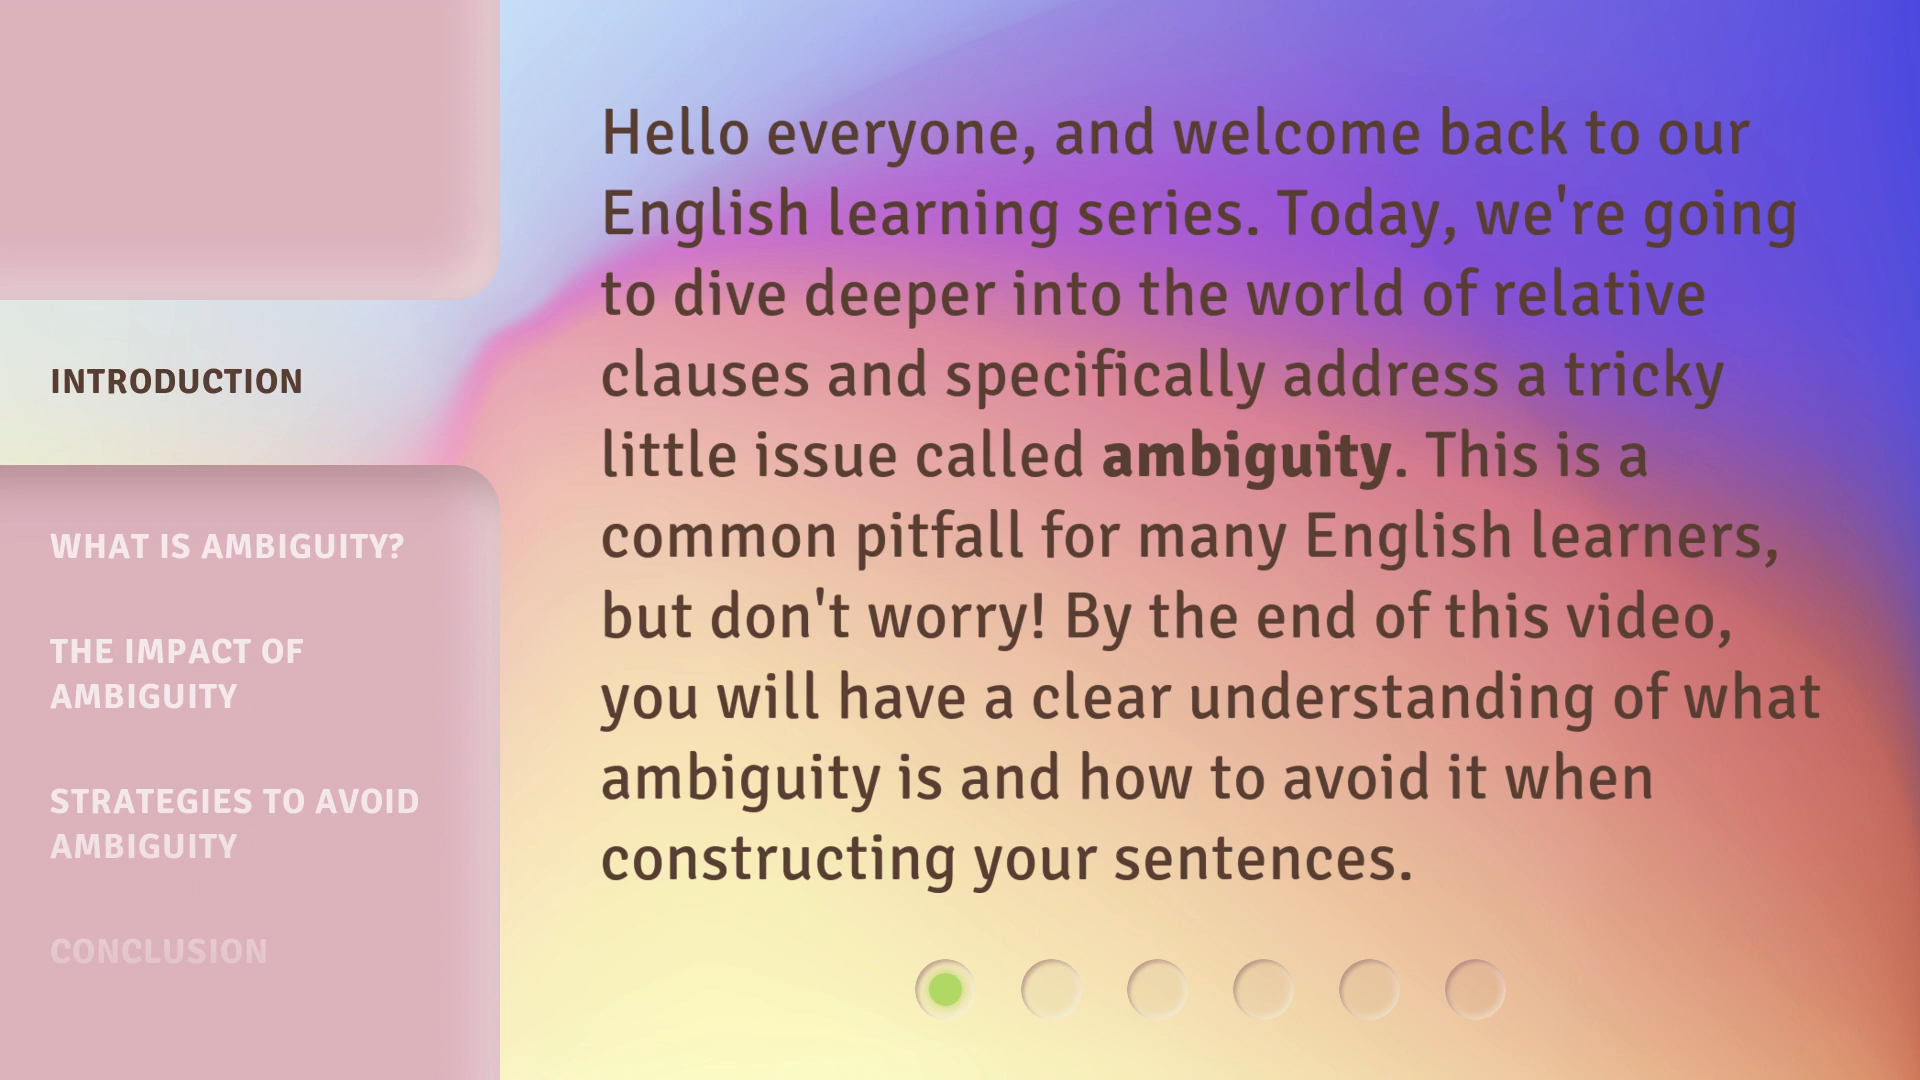 INTRODUCTION
WHAT IS AMBIGUITY?
THE IMPACT OF
AMBIGUITY
STRATEGIES TO AVOID
AMBIGUITY
CONCLUSION
Hello everyone, and welcome back to our
English learning series. Today, we're going
to dive deeper into the world of relative
clauses and specifically address a tricky
little issue called ambiguity. This is a
common pitfall for many English learners,
but don't worry! By the end of this video,
you will have a clear understanding of what
ambiguity is and how to avoid it when
constructing your sentences.